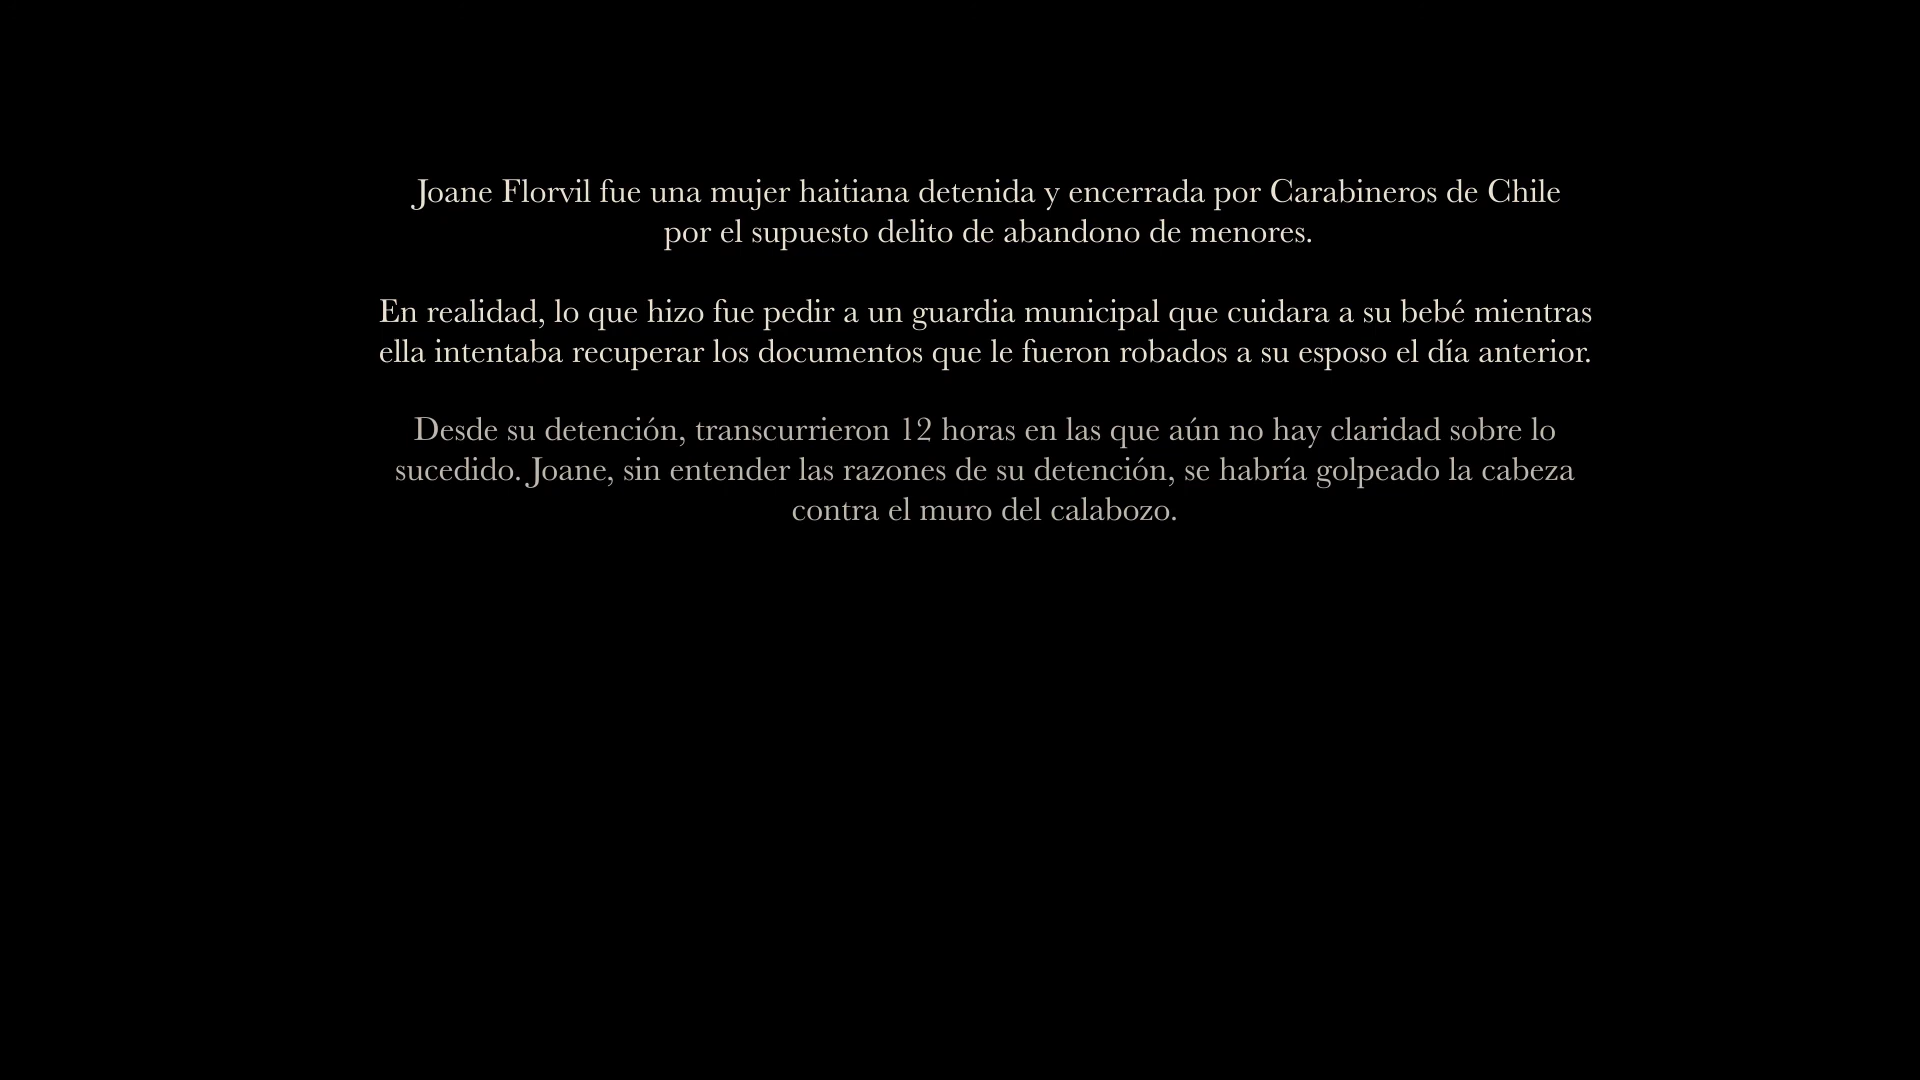 Joane Florvil fue una mujer haitiana detenida y encerrada por Carabineros de Chile
por el supuesto delito de abandono de menores.
En realidad, lo que hizo fue pedir a un guardia municipal que cuidara a su bebé mientras
ella intentaba recuperar los documentos que le fueron robados a su esposo el día anterior.
Desde su detención, transcurrieron 12 horas en las que aún no hay claridad sobre lo
sucedido. Joane, sin entender las razones de su detención, se habría golpeado la cabeza
contra el muro del calabozo.